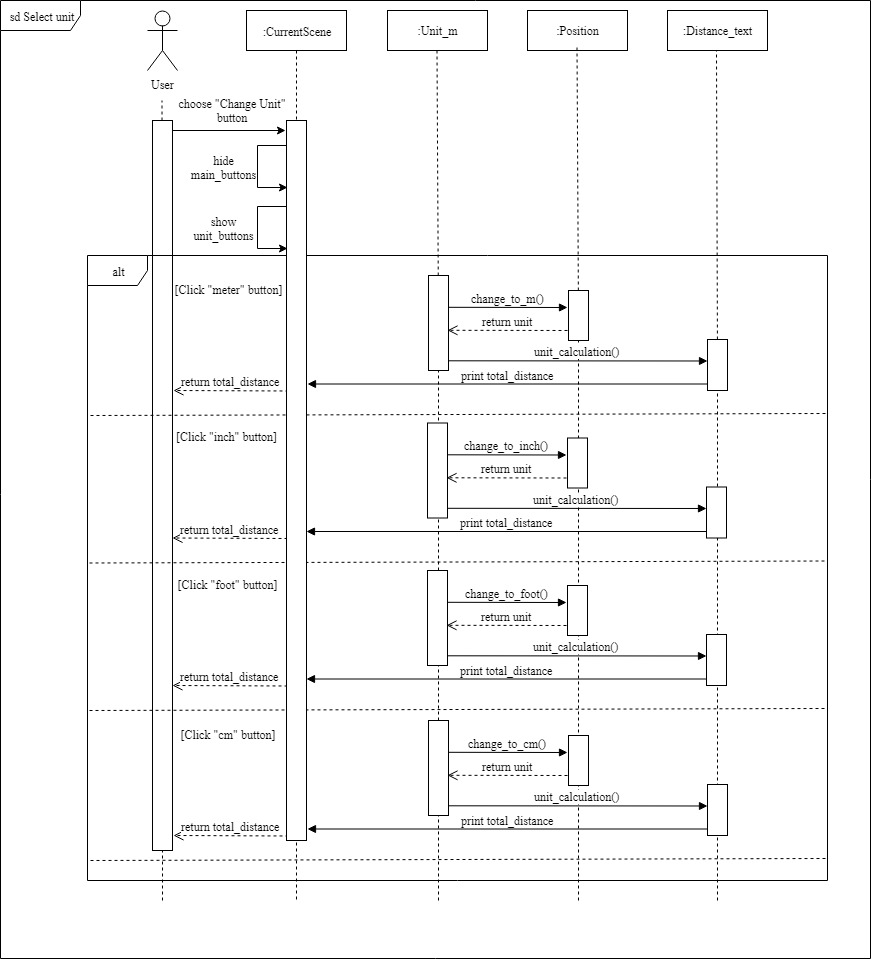 sd Select unit
:CurrentScene
:Unit_m
:Position
:Distance_text
User
choose "Change Unit"
button
hide
main_buttons
show
unit_buttons
alt
[Click "meter" button]
change_to_m()
return unit
unit_calculation()
print total_distance
return total_distance
[Click "inch" button]
change_to_inch()
return unit
unit_calculation()
print total_distance
return total_distance
[Click "foot" button]
change_to_foot()
return unit
unit_calculation()
print total_distance
return total_distance
[Click "cm" button]
change_to_cm()
return unit
unit_calculation()
print total_distance
return total_distance